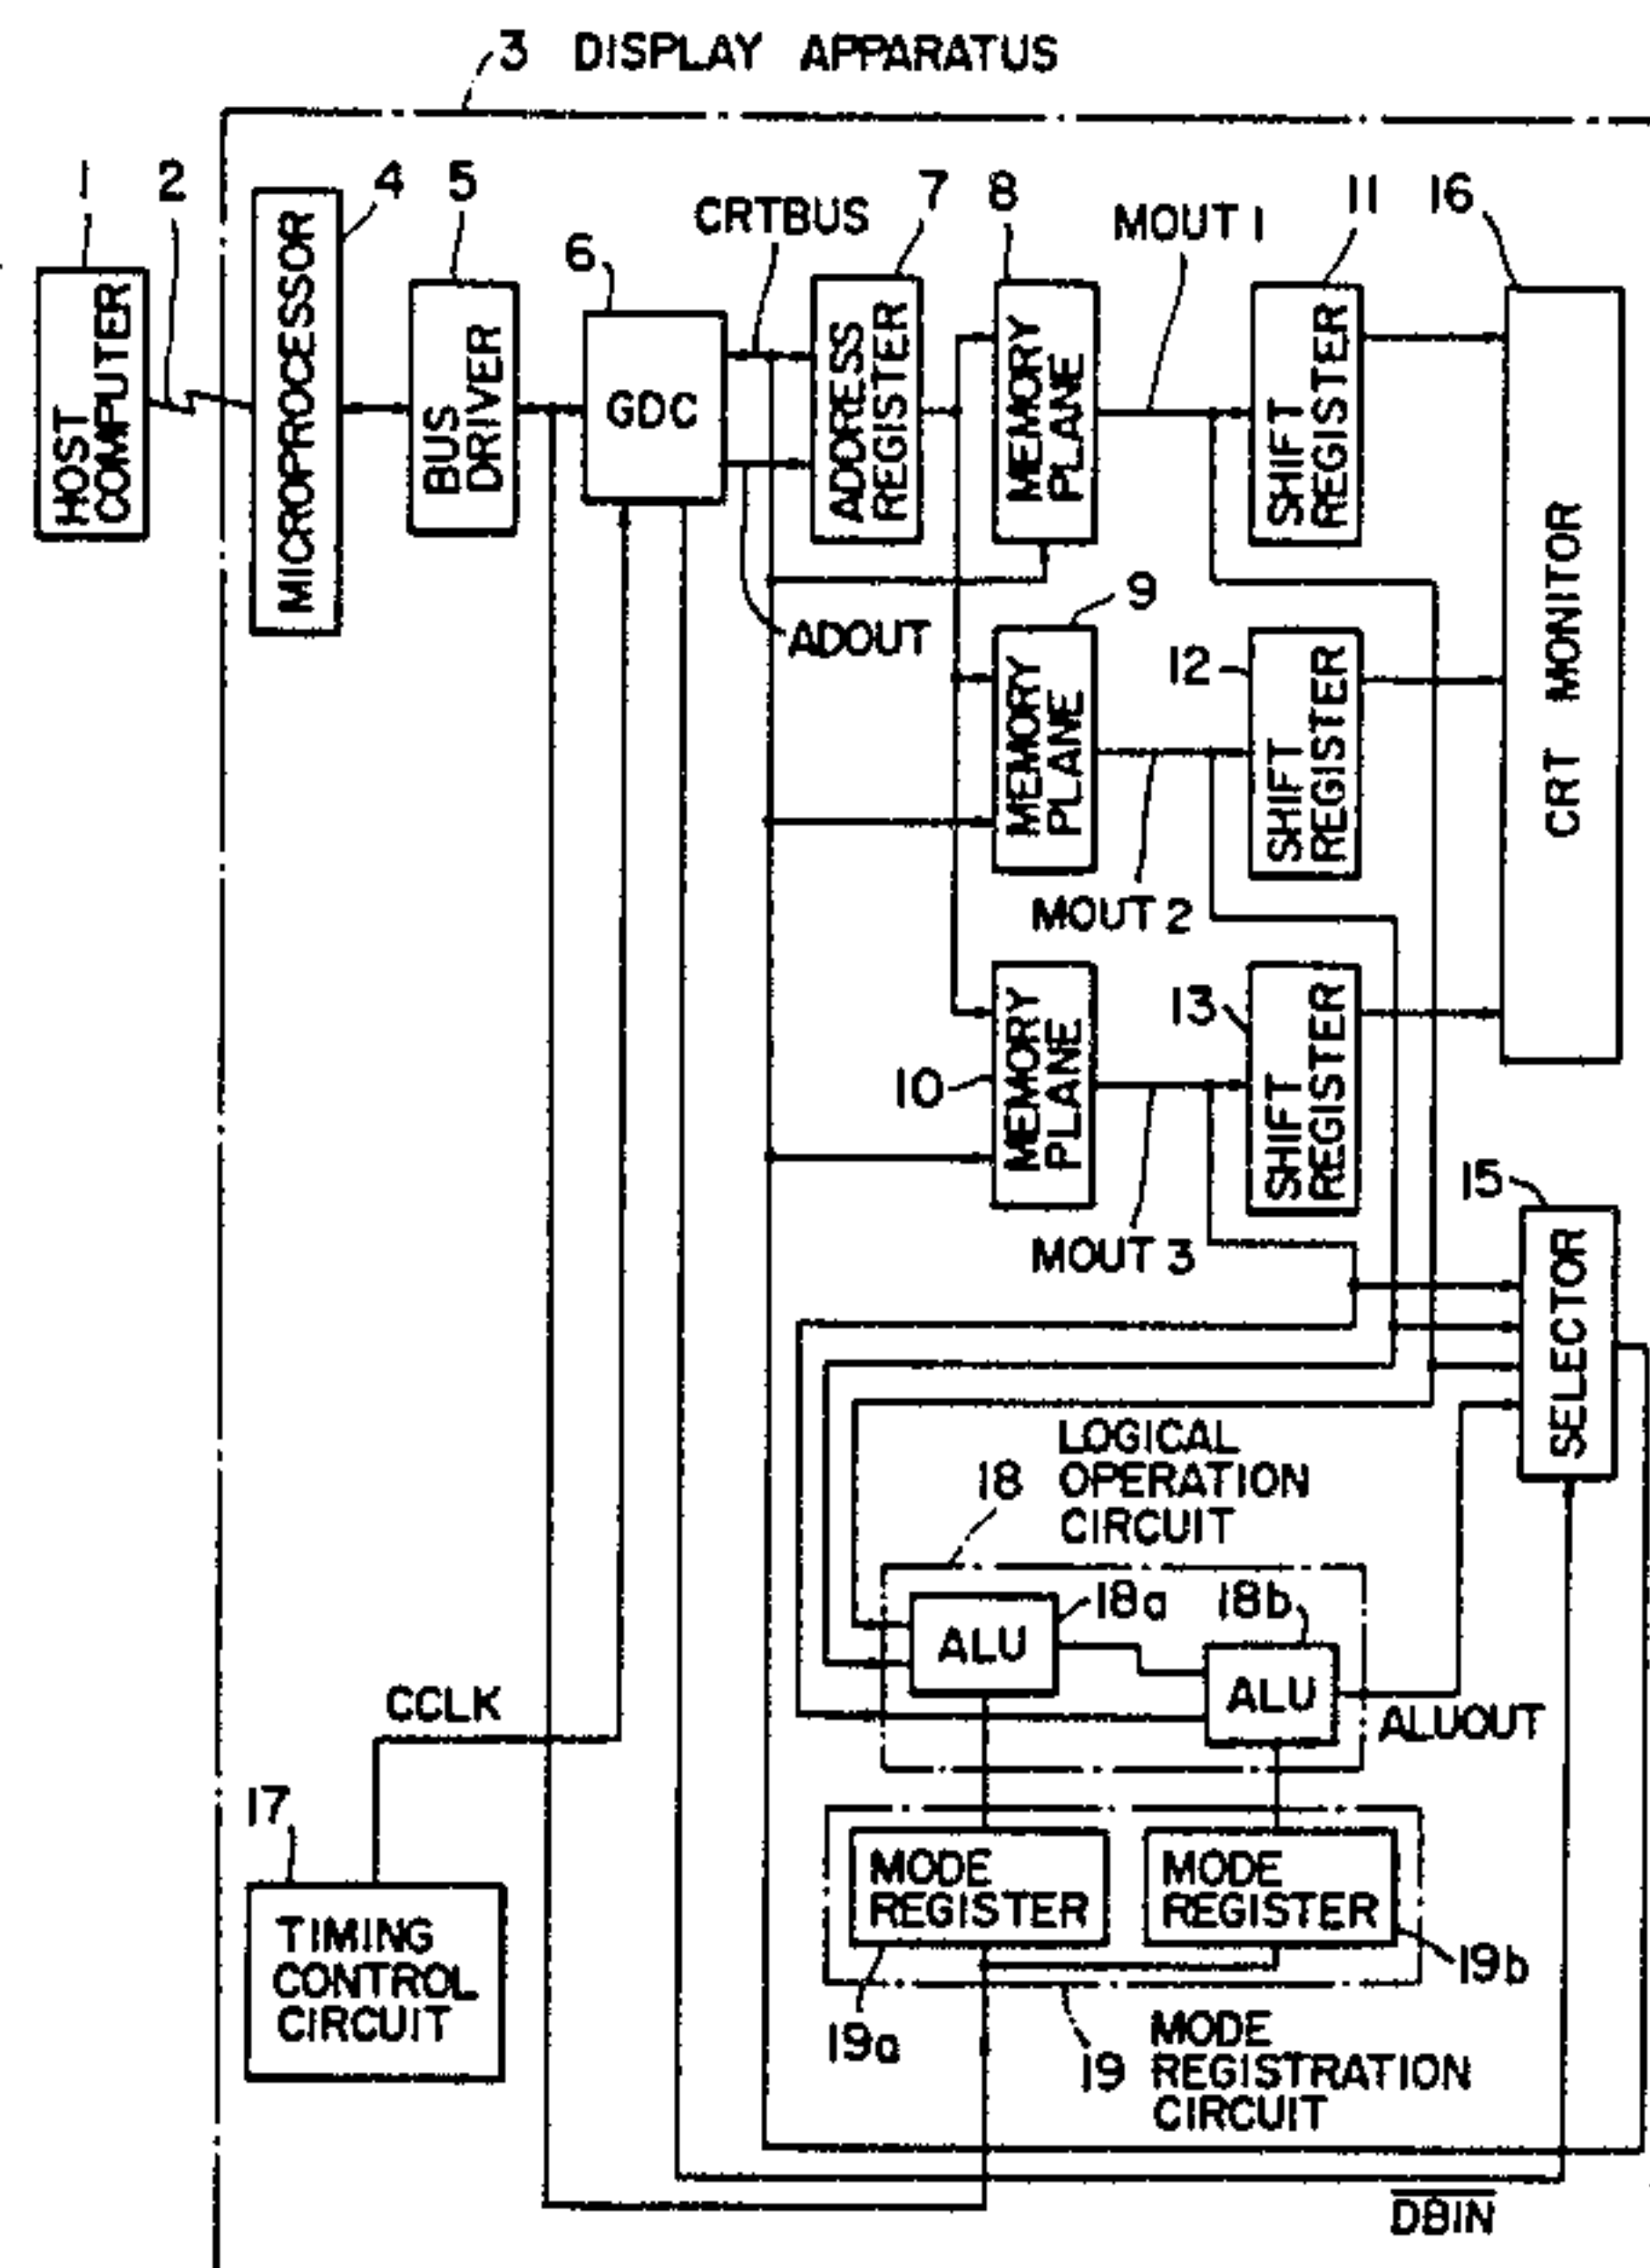 3 DISPLAY APPARATUS
1
2
4
5
6
CRTBUS
7
8
MOUT 1
11
16
HOST
COMPUTER
MICROPROCESSOR
BUS
DRIVER
GDC
ADDRESS
REGISTER
MEMORY
PLANE
SHIFT
REGISTER
CRT MONITOR
ADOUT
9
MEMORY
PLANE
12
SHIFT
REGISTER
MOUT 2
10
MEMORY
PLANE
13
SHIFT
REGISTER
MOUT 3
15
SELECTOR
18
LOGICAL
OPERATION
CIRCUIT
ALU
18a
18b
ALU
ALUOUT
CCLK
17
TIMING
CONTROL
CIRCUIT
MODE
REGISTER
MODE
REGISTER
19a
19b
19
MODE
REGISTRATION
CIRCUIT
DBIN